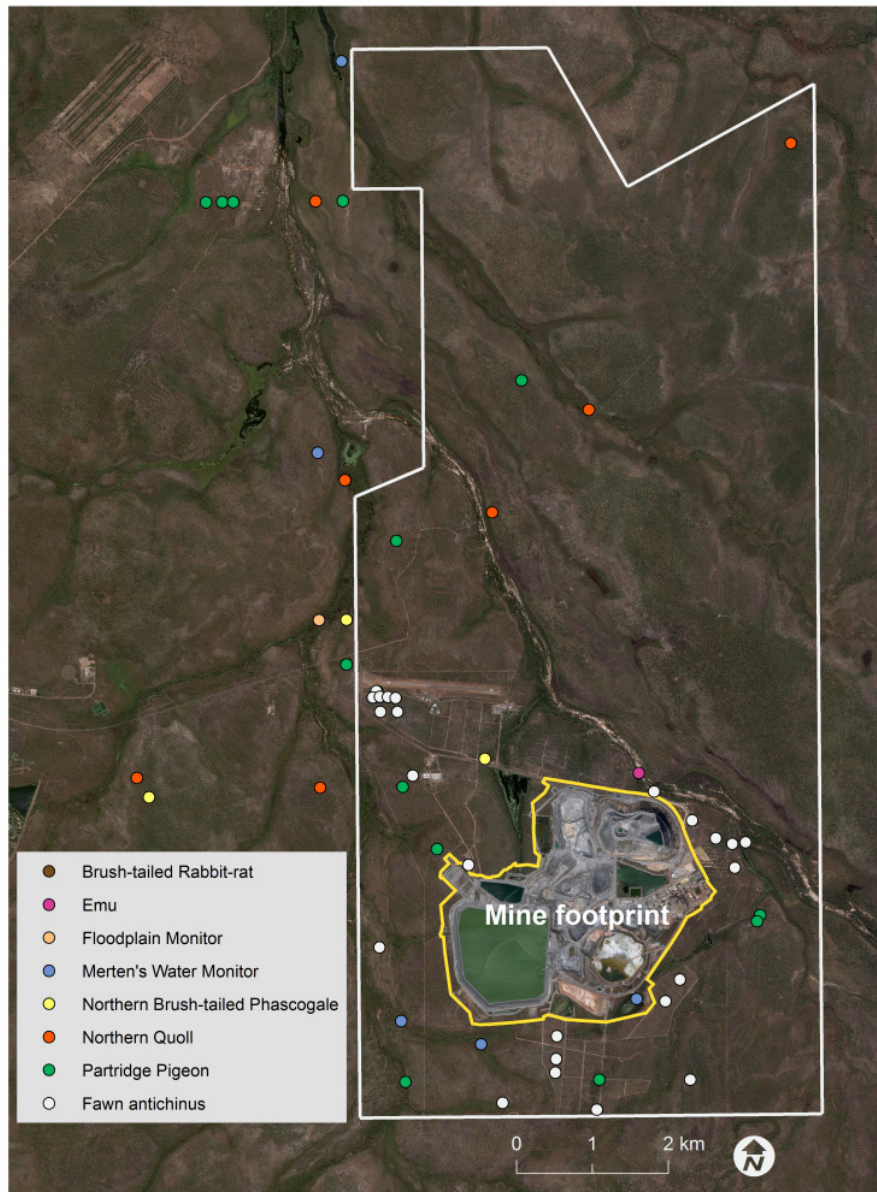 Mine footprint
Brush-tailed Rabbit-rat
Emu
Floodplain Monitor
Merten's Water Monitor
Northern Brush-tailed Phascogale
Northern Quoll
Partridge Pigeon
Fawn antichinus
0 1 2 km
N